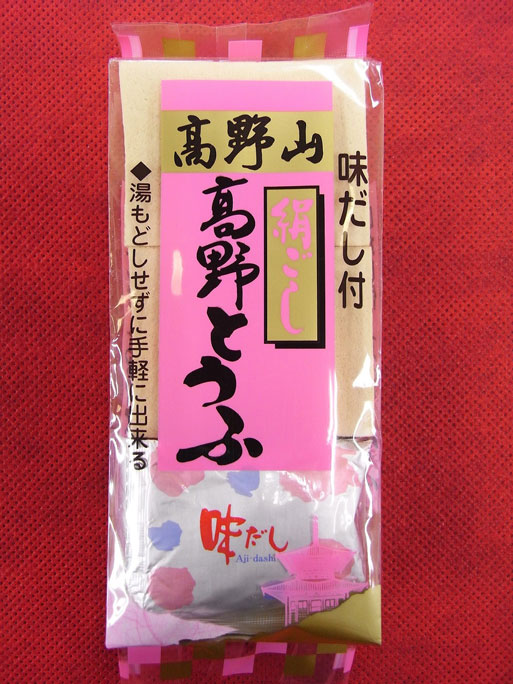 高野山
味だし付
絹ごし
高野とうふ
◆湯もどしせずに手軽に出来る
味だし
Aji-dashi